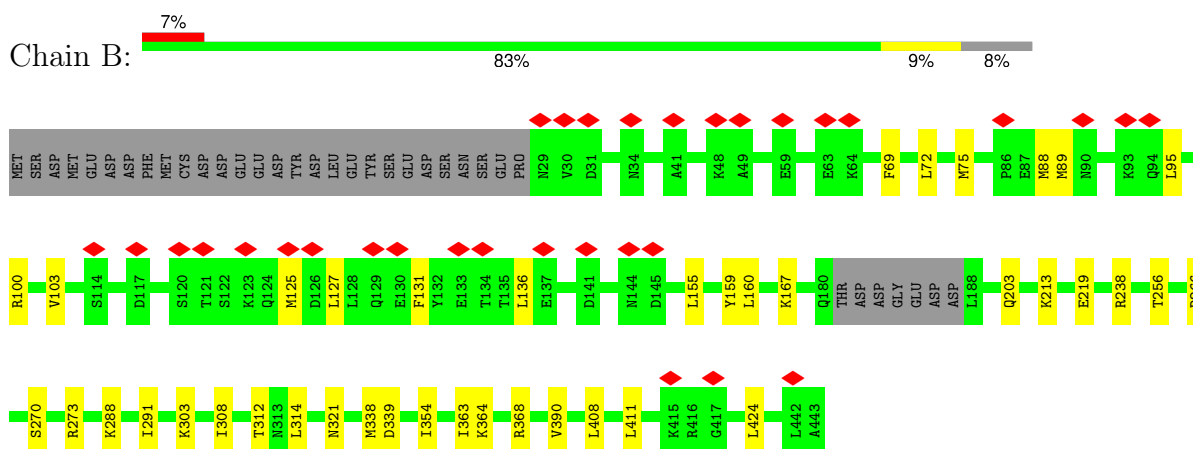 7%
Chain B:
83% 9% 8%
MET SER ASP MET GLU ASP ASP PHE MET CYS ASP ASP GLU GLU ASP TYR ASP LEU GLU TYR SER GLU ASP SER ASN SER GLU PRO N29 V30 D31 N34 A41 K48 A49 E59 E63 K64 F69 L72 M75 P86 E87 M88 M89 N90 K93 Q94 L95
R100 V103 S114 D117 S120 T121 S122 K123 Q124 M125 D126 L127 L128 Q129 E130 F131 Y132 E133 T134 T135 L136 E137 D141 N144 D145 L155 Y159 L160 K167 Q180 THR ASP ASP GLY GLU ASP ASP L188 Q203 K213 E219 R238 T256
S270 R273 K288 I291 K303 I308 T312 N313 L314 N321 M338 D339 I354 I363 K364 R368 V390 L408 L411 K415 R416 G417 L424 L442 A443